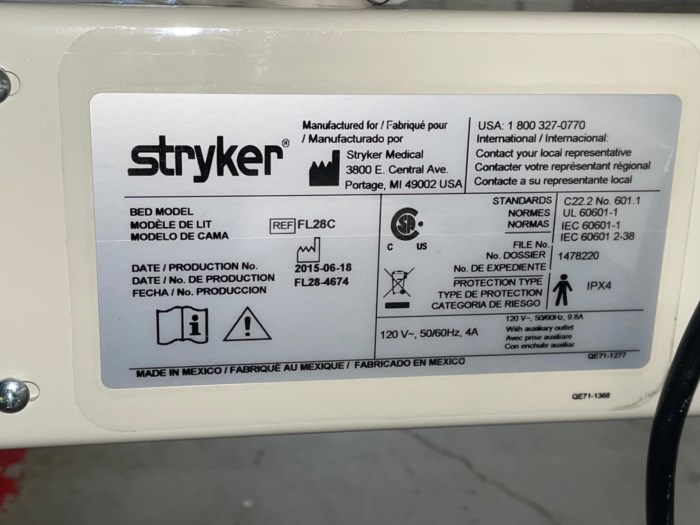 stryker®
Manufactured for / Fabriqué pour
/ Manufacturado por
Stryker Medical
3800 E. Central Ave.
Portage, MI 49002 USA
USA: 1 800 327-0770
International / Internacional:
Contact your local representative
Contacter votre représentant régional
Contacte a su representante local
BED MODEL
MODÈLE DE LIT
MODELO DE CAMA
REF FL28C
DATE / PRODUCTION No.
DATE / No. DE PRODUCTION
FECHA / No. PRODUCCION
2015-06-18
FL28-4674
C US
STANDARDS
NORMES
NORMAS
C22.2 No. 601.1
UL 60601-1
IEC 60601-1
IEC 60601 2-38
FILE No.
No. DOSSIER
No. DE EXPEDIENTE
1478220
PROTECTION TYPE
TYPE DE PROTECTION
CATEGORIA DE RIESGO
IPX4
120 V~, 50/60Hz, 4A
120 V~, 50/60Hz, 9.8A
With auxiliary outlet
Avec prise auxiliaire
Con enchufe auxiliar
MADE IN MEXICO / FABRIQUÉ AU MEXIQUE / FABRICADO EN MEXICO
QE71-1277
QE71-1368